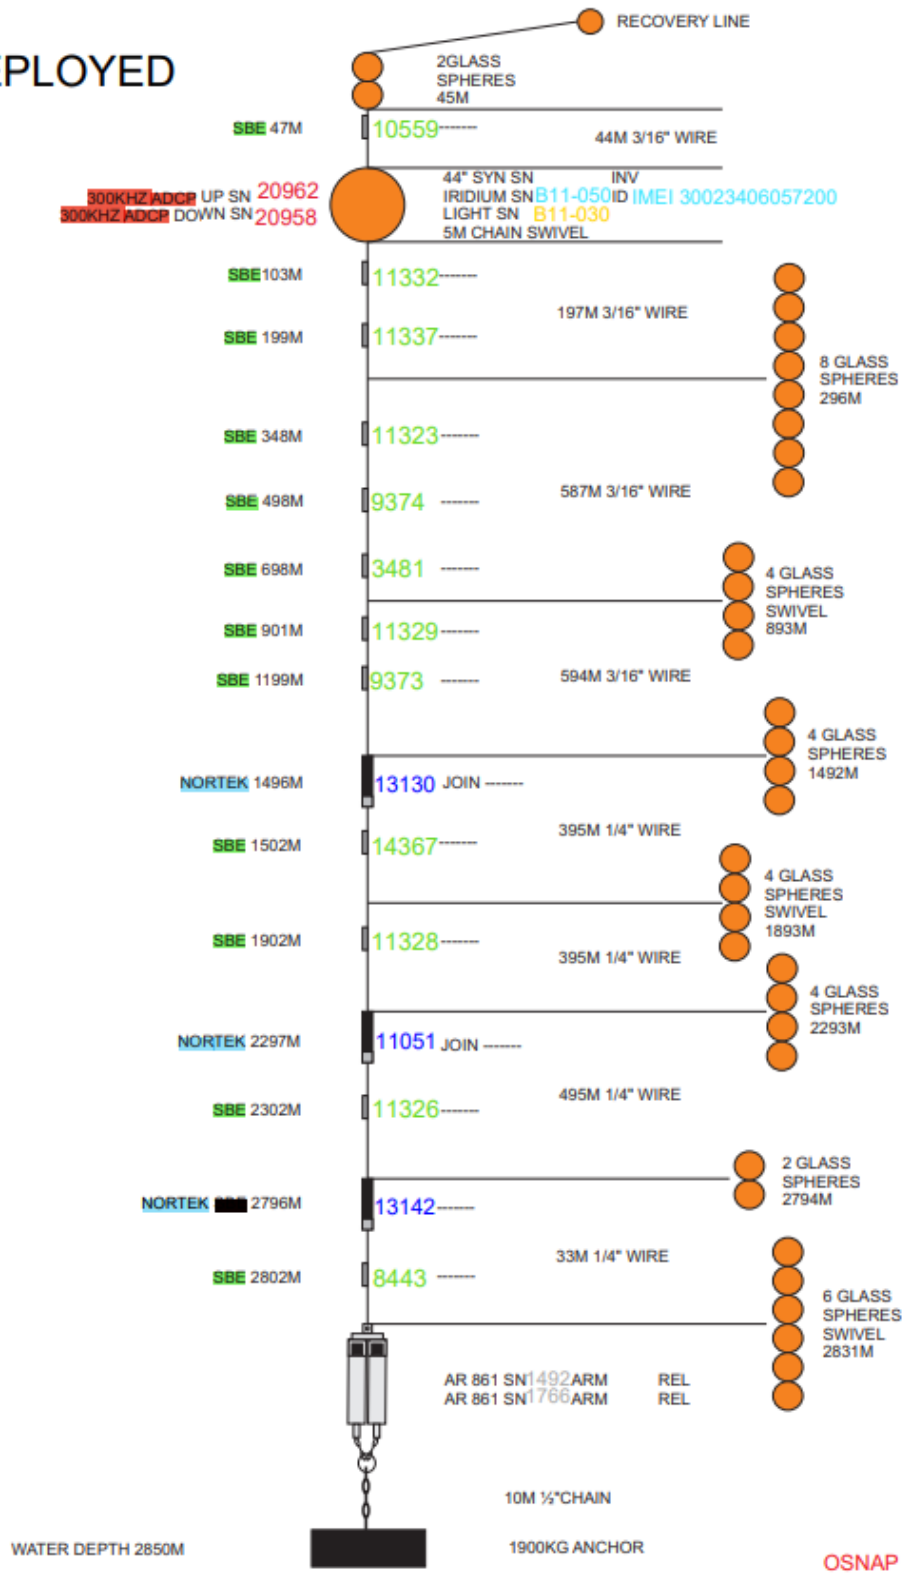 RECOVERY LINE
EPLOYED
2GLASS
SPHERES
45M
SBE 47M 10559-------
44M 3/16" WIRE
300KHZ ADCP UP SN 20962
300KHZ ADCP DOWN SN 20958
44" SYN SN INV
IRIDIUM SN B11-050 ID IMEI 30023406057200
LIGHT SN B11-030
5M CHAIN SWIVEL
SBE 103M 11332-------
197M 3/16" WIRE
SBE 199M 11337-------
8 GLASS
SPHERES
296M
SBE 348M 11323-------
587M 3/16" WIRE
SBE 498M 9374 -------
SBE 698M 3481 -------
4 GLASS
SPHERES
SWIVEL
893M
SBE 901M 11329-------
SBE 1199M 9373 -------
594M 3/16" WIRE
4 GLASS
SPHERES
1492M
NORTEK 1496M 13130 JOIN -------
395M 1/4" WIRE
SBE 1502M 14367-------
4 GLASS
SPHERES
SWIVEL
1893M
SBE 1902M 11328-------
395M 1/4" WIRE
4 GLASS
SPHERES
2293M
NORTEK 2297M 11051 JOIN -------
495M 1/4" WIRE
SBE 2302M 11326-------
2 GLASS
SPHERES
2794M
NORTEK 2796M 13142-------
33M 1/4" WIRE
SBE 2802M 8443 -------
6 GLASS
SPHERES
SWIVEL
2831M
AR 861 SN 1492 ARM REL
AR 861 SN 1766 ARM REL
10M ½"CHAIN
WATER DEPTH 2850M
1900KG ANCHOR
OSNAP